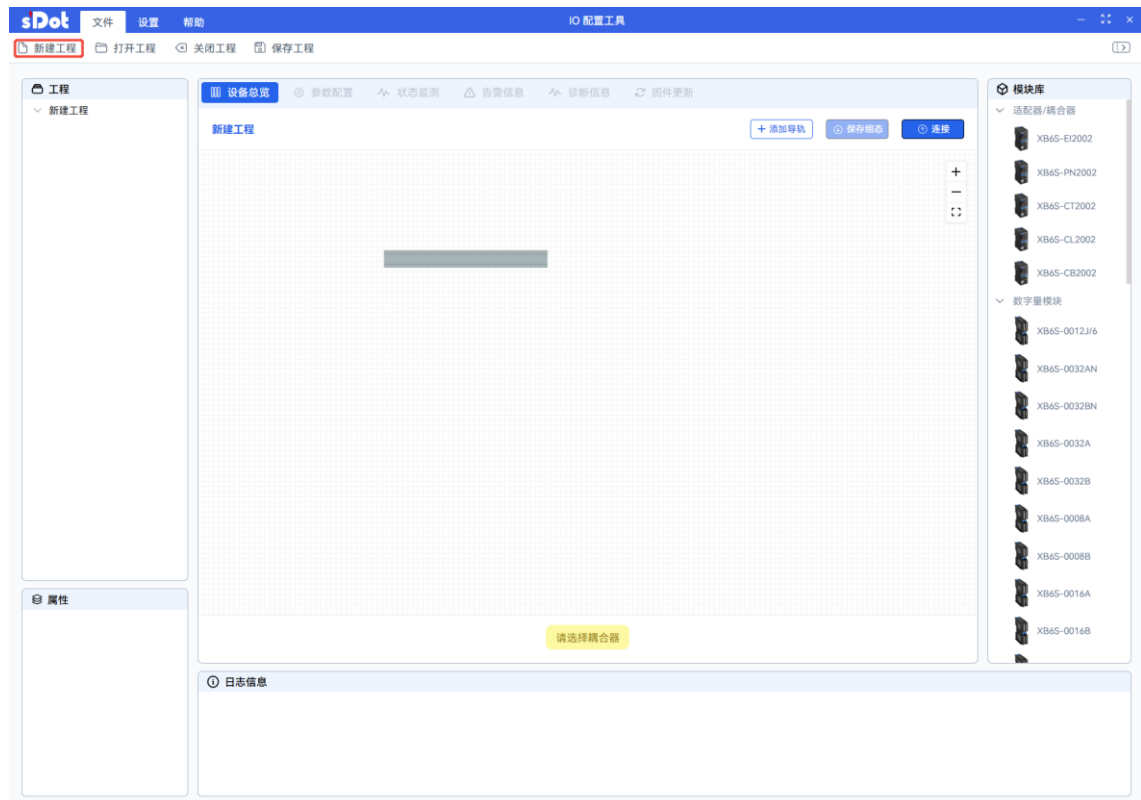 sDot 文件 设置 帮助 IO 配置工具
新建工程 打开工程 关闭工程 保存工程
工程
新建工程
属性
设备总览 参数配置 状态监测 告警信息 诊断信息 固件更新
新建工程 添加导轨 保存组态 连接
请选择耦合器
日志信息
模块库
适配器/耦合器
XB6S-EI2002
XB6S-PN2002
XB6S-CT2002
XB6S-CL2002
XB6S-CB2002
数字量模块
XB6S-0012J/6
XB6S-0032AN
XB6S-0032BN
XB6S-0032A
XB6S-0032B
XB6S-0008A
XB6S-0008B
XB6S-0016A
XB6S-0016B